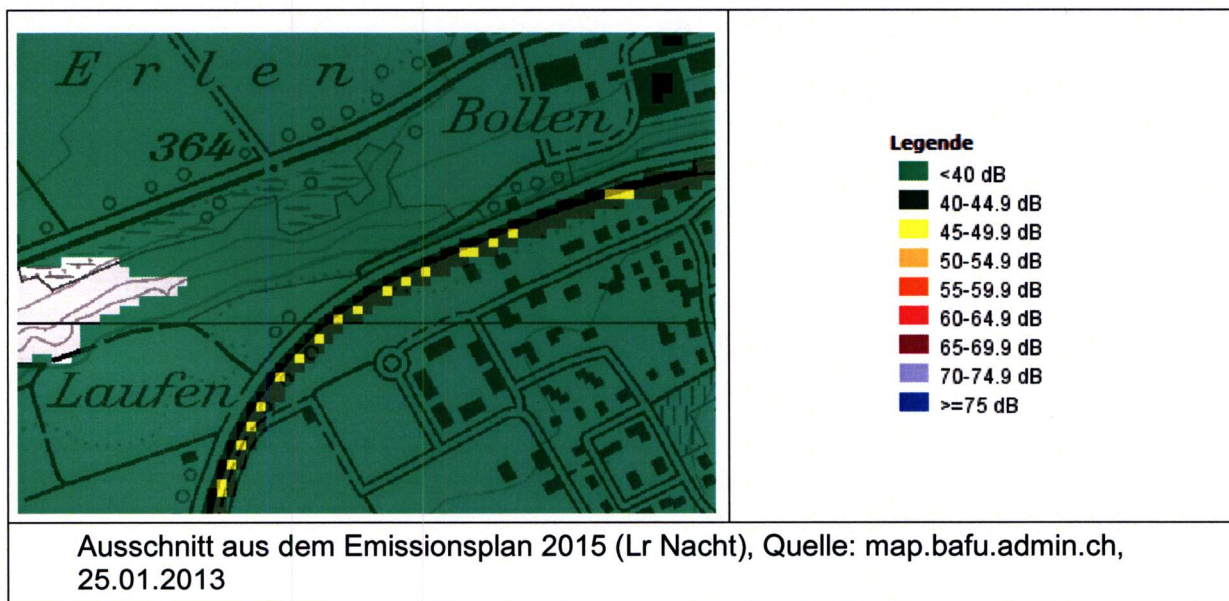 Erlen
Bollen
364
Laufen
Legende
<40 dB
40-44.9 dB
45-49.9 dB
50-54.9 dB
55-59.9 dB
60-64.9 dB
65-69.9 dB
70-74.9 dB
>=75 dB
Ausschnitt aus dem Emissionsplan 2015 (Lr Nacht), Quelle: map.bafu.admin.ch,
25.01.2013